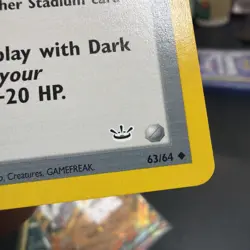 her Stadium card
play with Dark
your
-20 HP.
o, Creatures, GAMEFREAK.
63/64